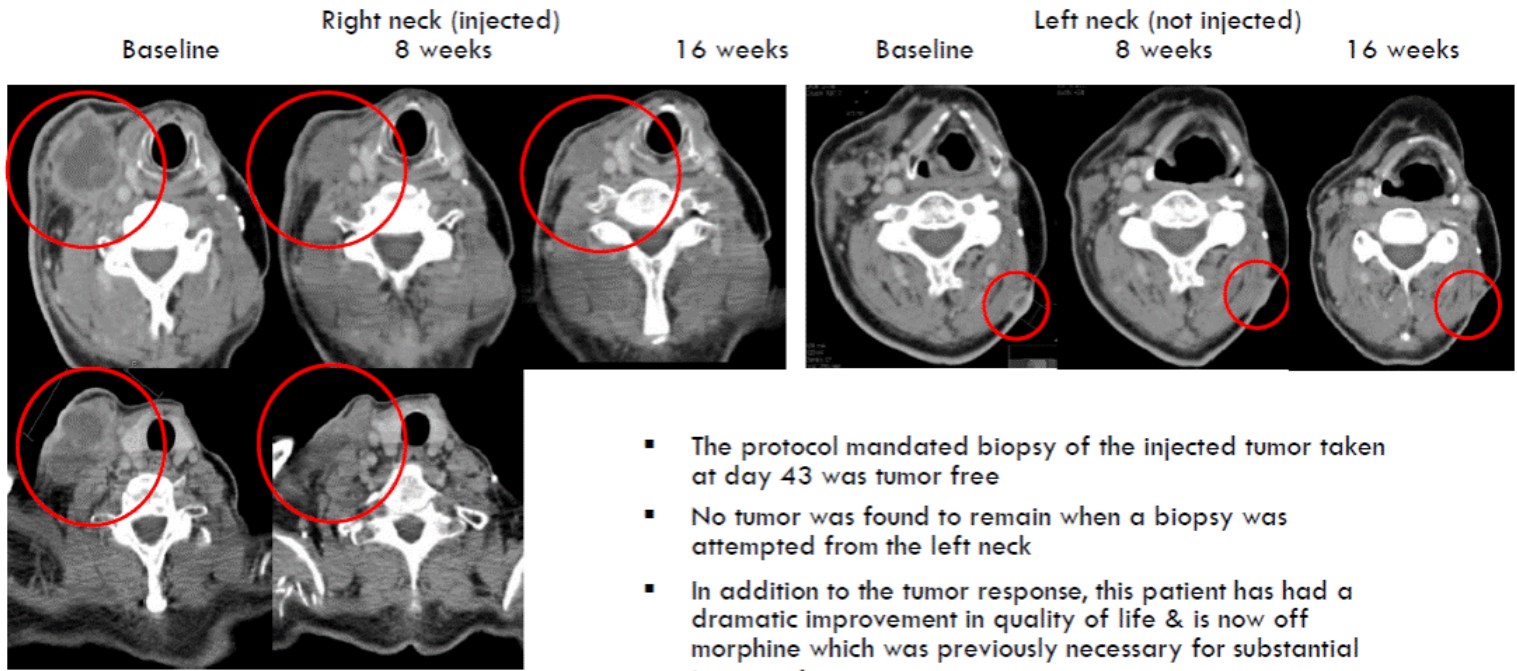 Right neck (injected)
Baseline 8 weeks 16 weeks
Left neck (not injected)
Baseline 8 weeks 16 weeks
▪ The protocol mandated biopsy of the injected tumor taken
at day 43 was tumor free
▪ No tumor was found to remain when a biopsy was
attempted from the left neck
▪ In addition to the tumor response, this patient has had a
dramatic improvement in quality of life & is now off
morphine which was previously necessary for substantial